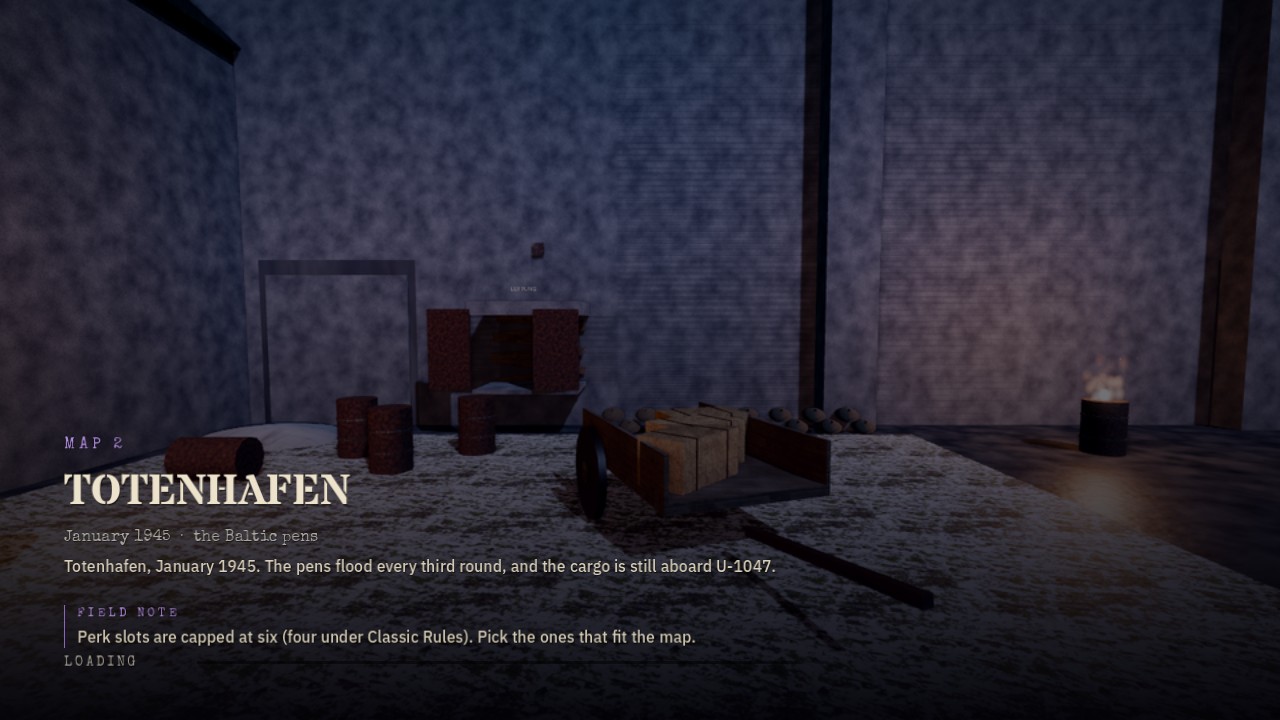 MAP 2
TOTENHAFEN
January 1945 · the Baltic pens
Totenhafen, January 1945. The pens flood every third round, and the cargo is still aboard U-1047.
FIELD NOTE
Perk slots are capped at six (four under Classic Rules). Pick the ones that fit the map.
LOADING